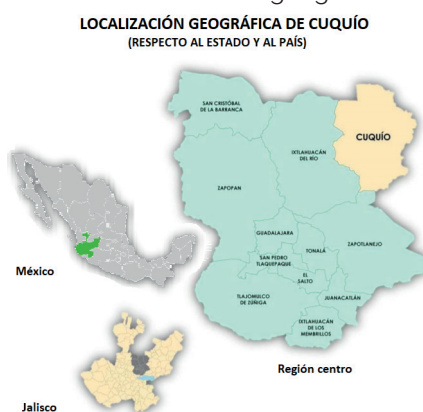 LOCALIZACIÓN GEOGRÁFICA DE CUQUÍO
(RESPECTO AL ESTADO Y AL PAÍS)
SAN CRISTÓBAL
DE LA BARRANCA
CUQUÍO
IXTLAHUACÁN
DEL RÍO
ZAPOPAN
GUADALAJARA
TONALÁ
ZAPOTLANEJO
SAN PEDRO
TLAQUEPAQUE
EL
SALTO
TLAJOMULCO
DE ZÚÑIGA
JUANACATLÁN
IXTLAHUACÁN
DE LOS
MEMBRILLOS
México
Región centro
Jalisco